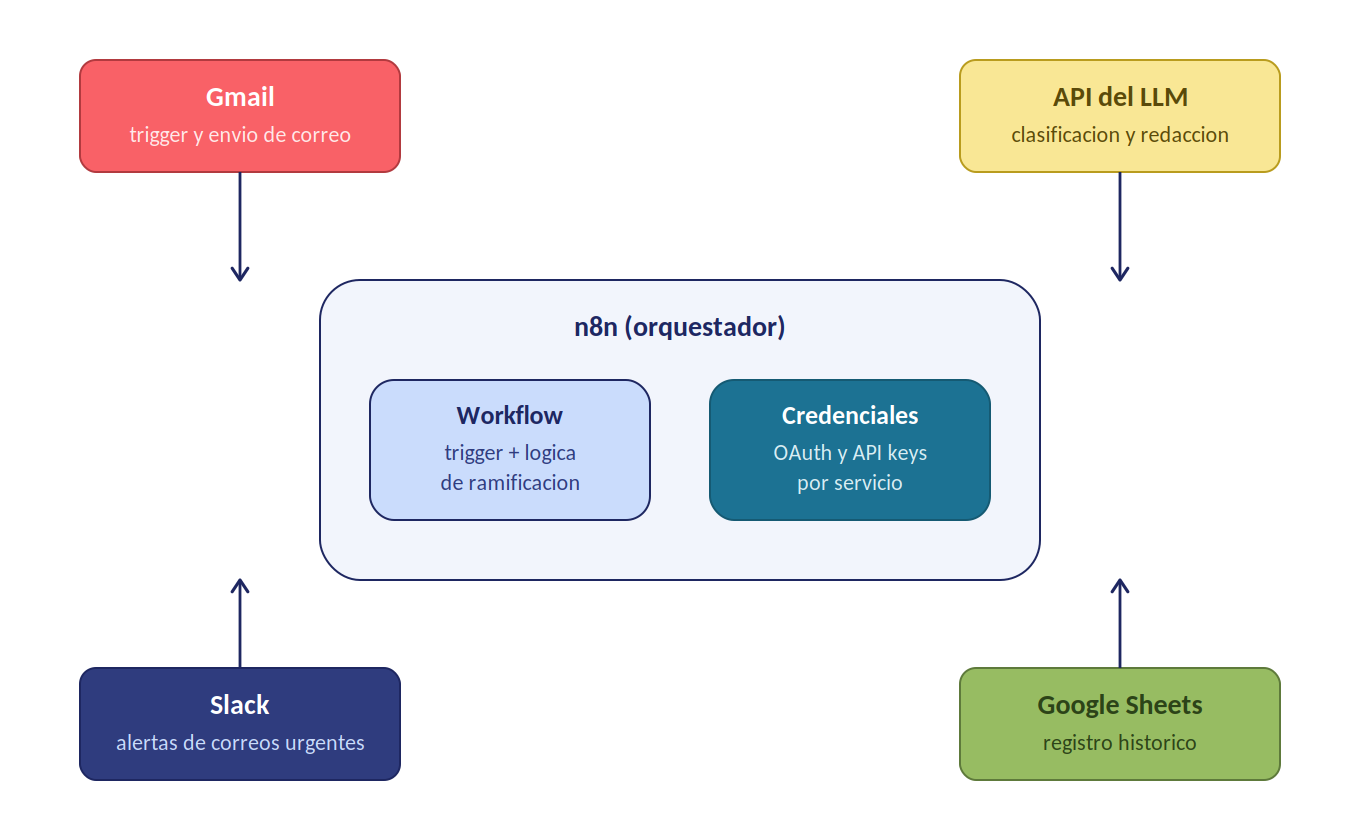 Gmail
trigger y envio de correo
API del LLM
clasificacion y redaccion
n8n (orquestador)
Workflow
trigger + logica
de ramificacion
Credenciales
OAuth y API keys
por servicio
Slack
alertas de correos urgentes
Google Sheets
registro historico